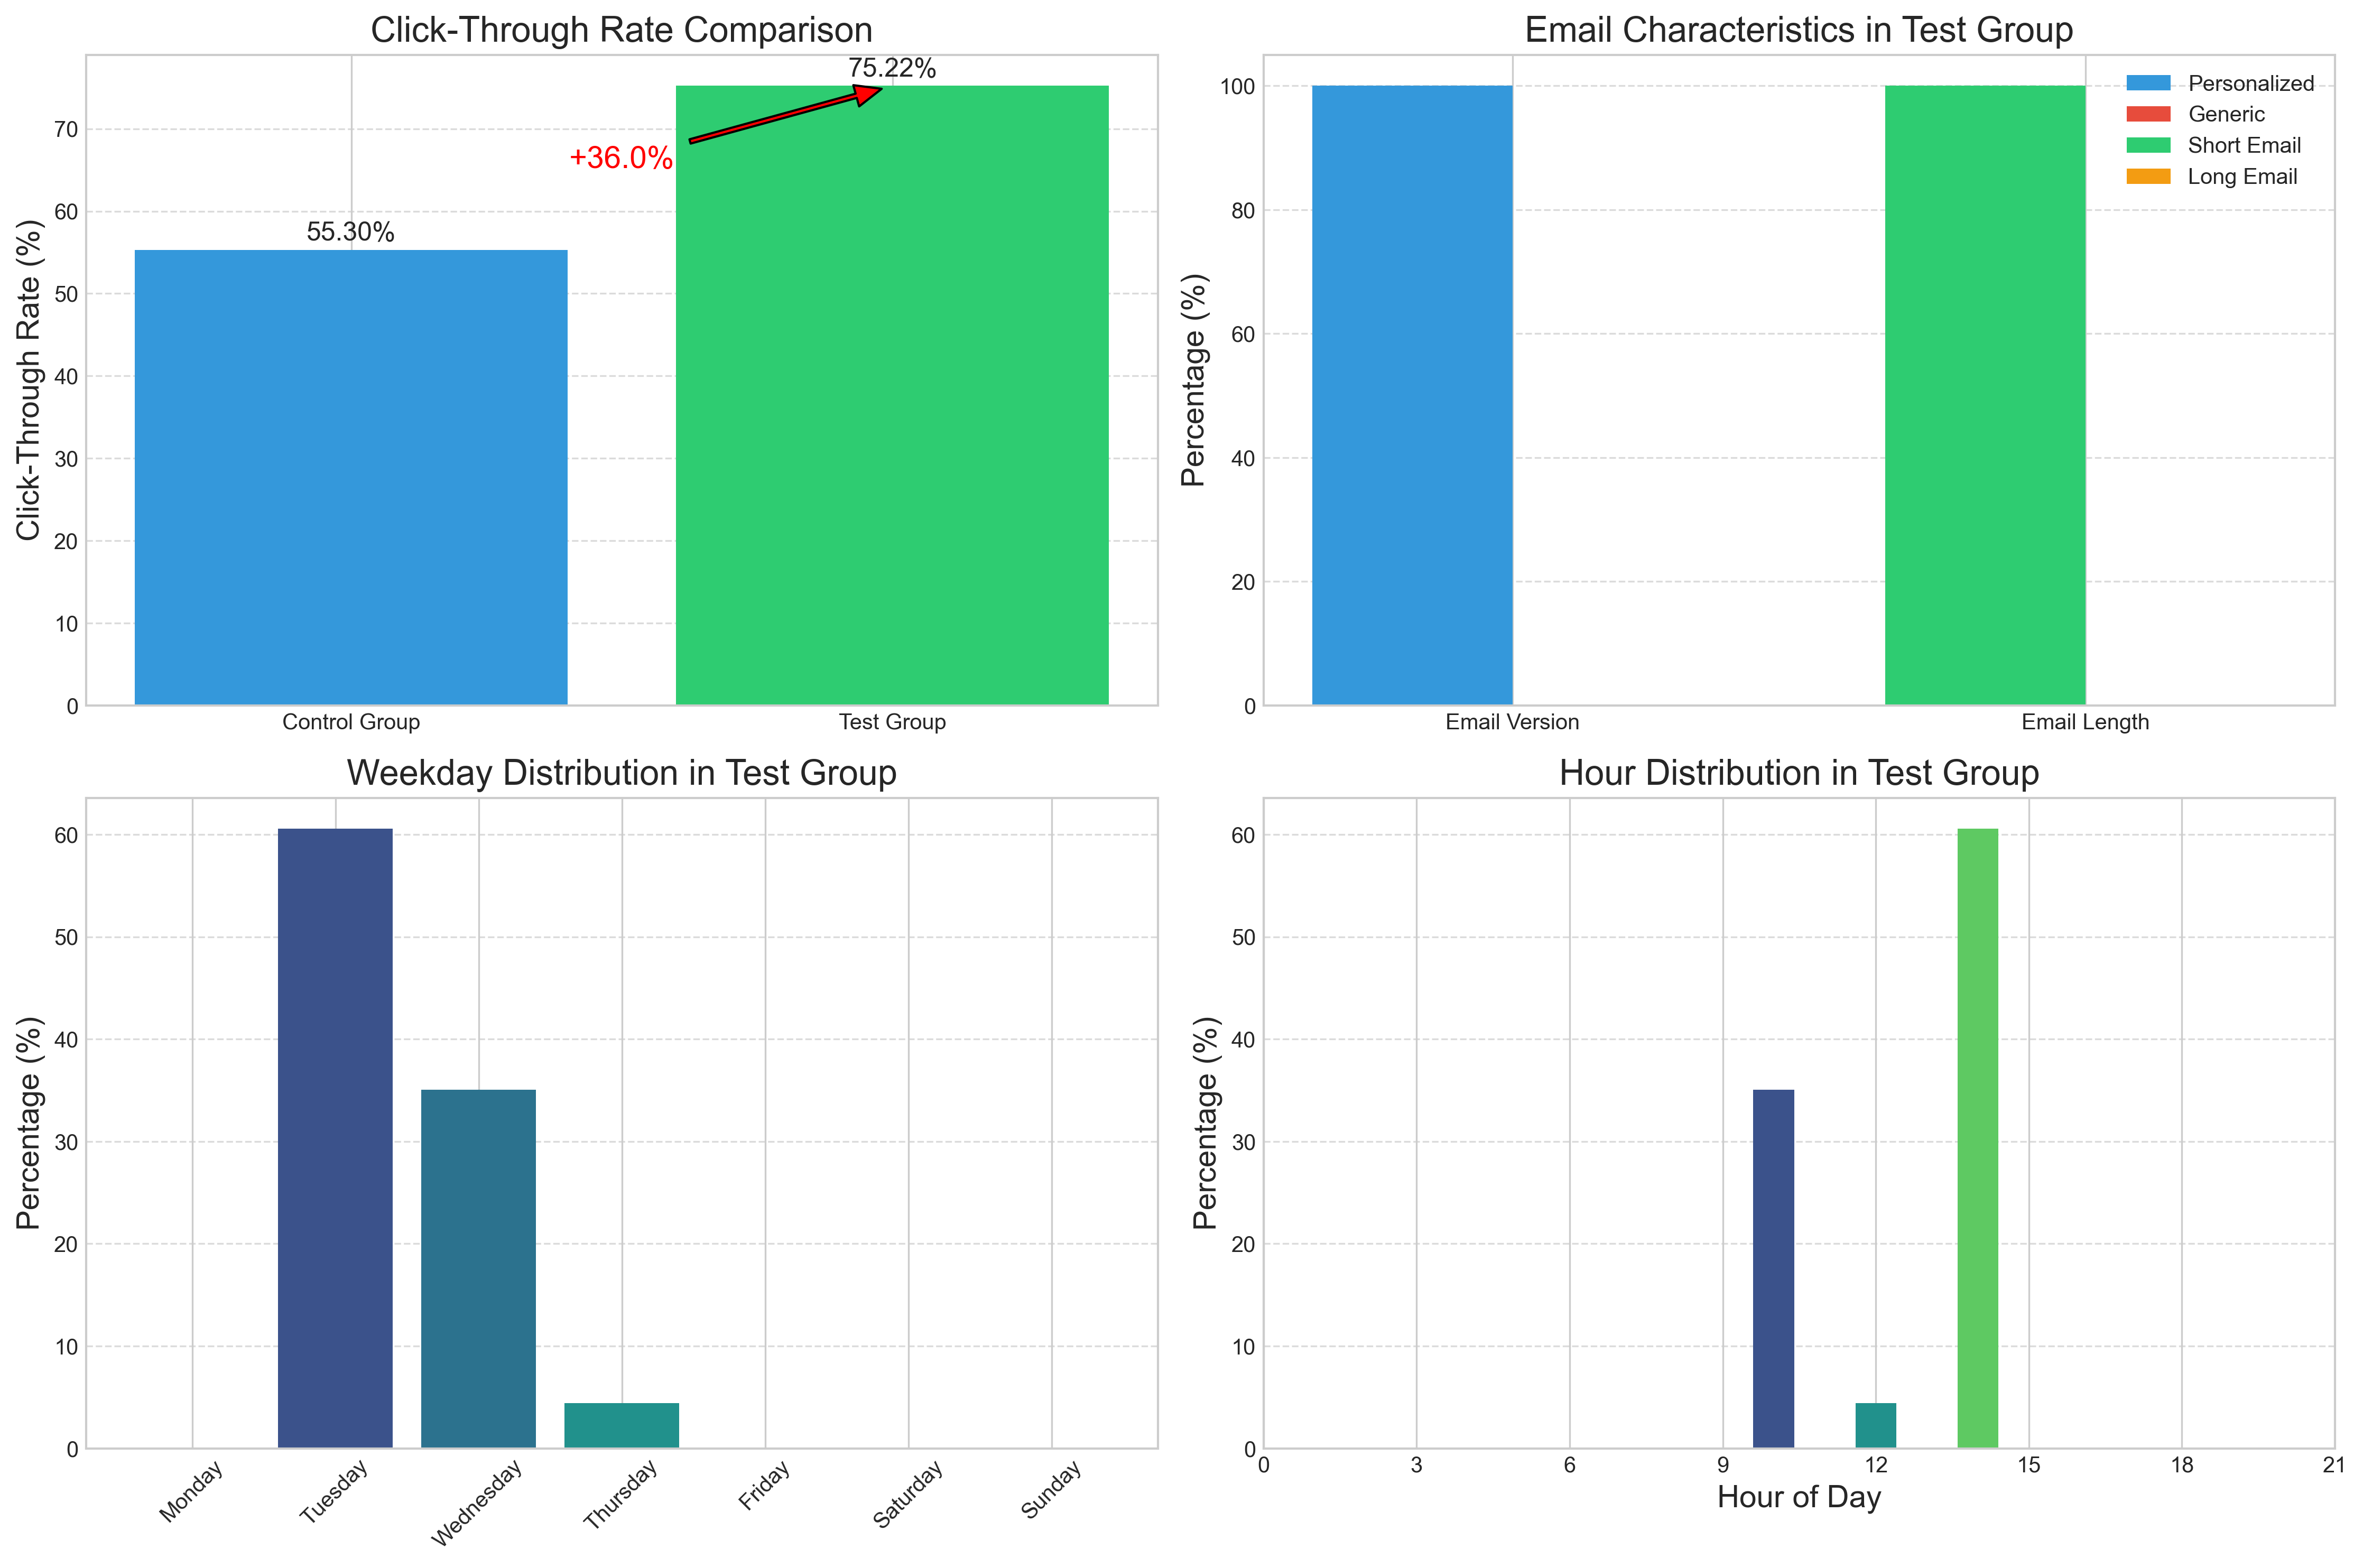 Click-Through Rate Comparison
Click-Through Rate (%)
70
60
50
40
30
20
10
0
75.22%
+36.0%
55.30%
Control Group
Test Group
Email Characteristics in Test Group
Percentage (%)
100
80
60
40
20
0
Personalized
Generic
Short Email
Long Email
Email Version
Email Length
Weekday Distribution in Test Group
Percentage (%)
60
50
40
30
20
10
0
Monday
Tuesday
Wednesday
Thursday
Friday
Saturday
Sunday
Hour Distribution in Test Group
Percentage (%)
60
50
40
30
20
10
0
0 3 6 9 12 15 18 21
Hour of Day